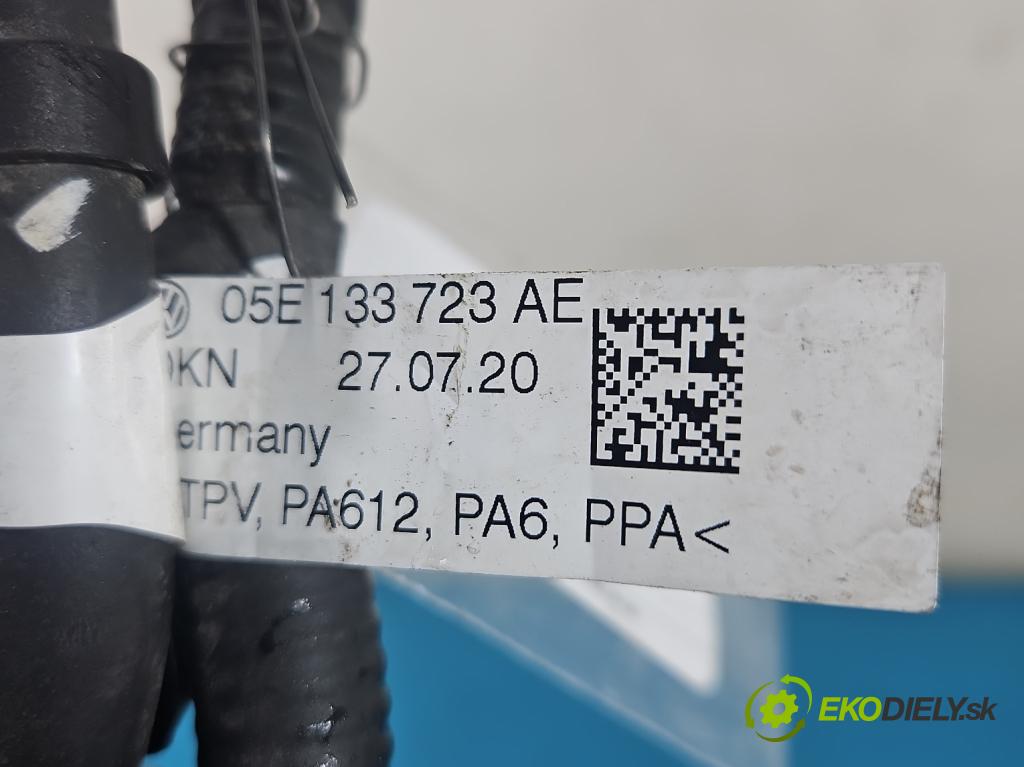 05E 133 723 AE
KN 27.07.20
ermany
TPV, PA612, PA6, PPA<
EKODIELY.sk